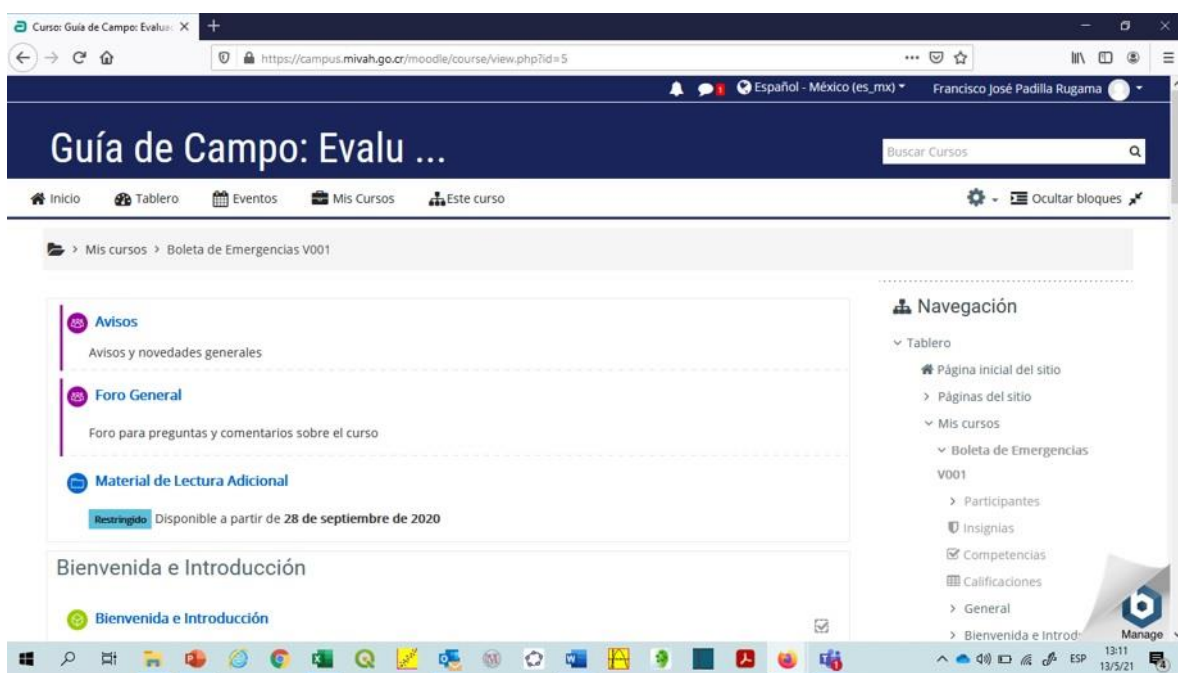 Curso: Guía de Campo: Evaluac
https://campus.mivah.go.cr/moodle/course/view.php?id=5
1
Español - México (es_mx)
Francisco José Padilla Rugama
Guía de Campo: Evalu ...
Buscar Cursos
Inicio
Tablero
Eventos
Mis Cursos
Este curso
Ocultar bloques
> Mis cursos > Boleta de Emergencias V001
Avisos
Avisos y novedades generales
Foro General
Foro para preguntas y comentarios sobre el curso
Material de Lectura Adicional
Restringido Disponible a partir de 28 de septiembre de 2020
Bienvenida e Introducción
Bienvenida e Introducción
Navegación
Tablero
Página inicial del sitio
Páginas del sitio
Mis cursos
Boleta de Emergencias
V001
Participantes
Insignias
Competencias
Calificaciones
General
Bienvenida e Introd
Manage
ESP
13:11
13/5/21
4